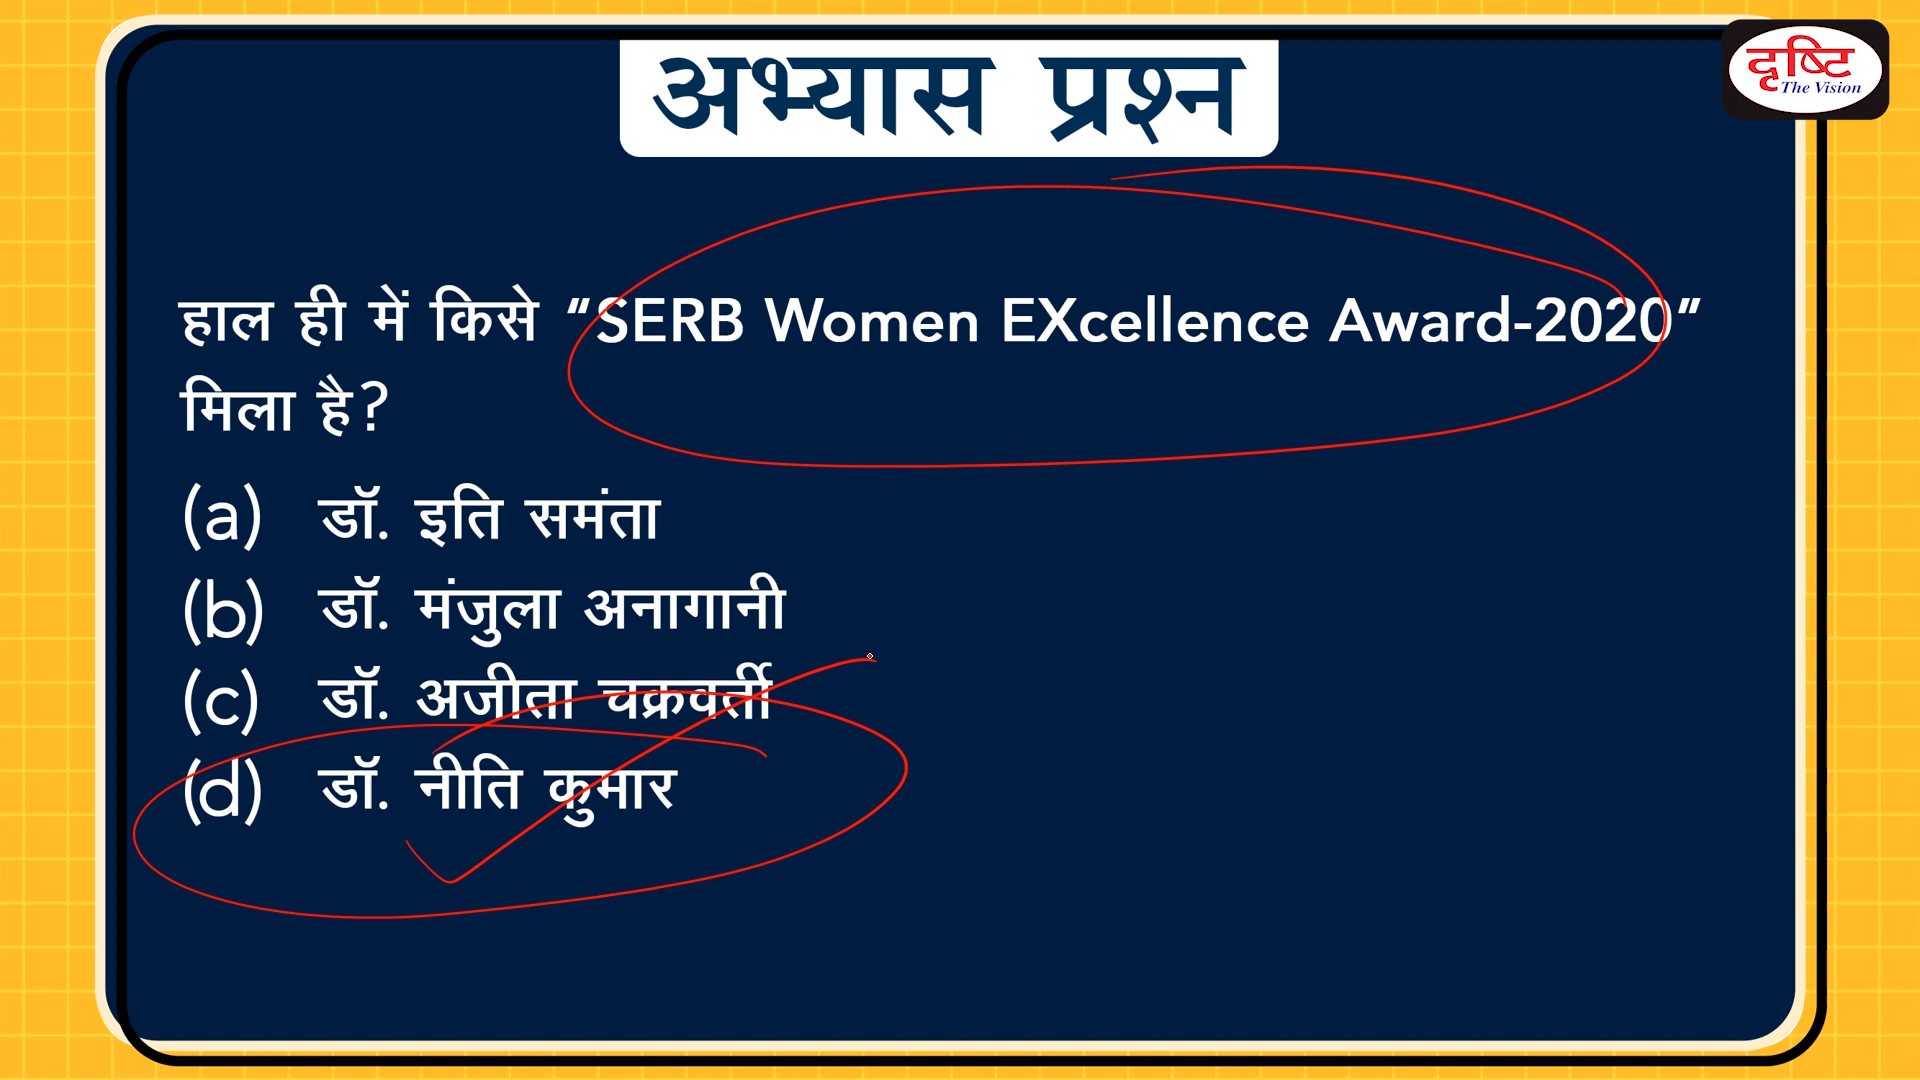 अभ्यास प्रश्न
दृष्टि
The Vision
हाल ही में किसे “SERB Women EXcellence Award-2020”
मिला है?
(a) डॉ. इति समंता
(b) डॉ. मंजुला अनागानी
(c) डॉ. अजीता चक्रवर्ती
(d) डॉ. नीति कुमार